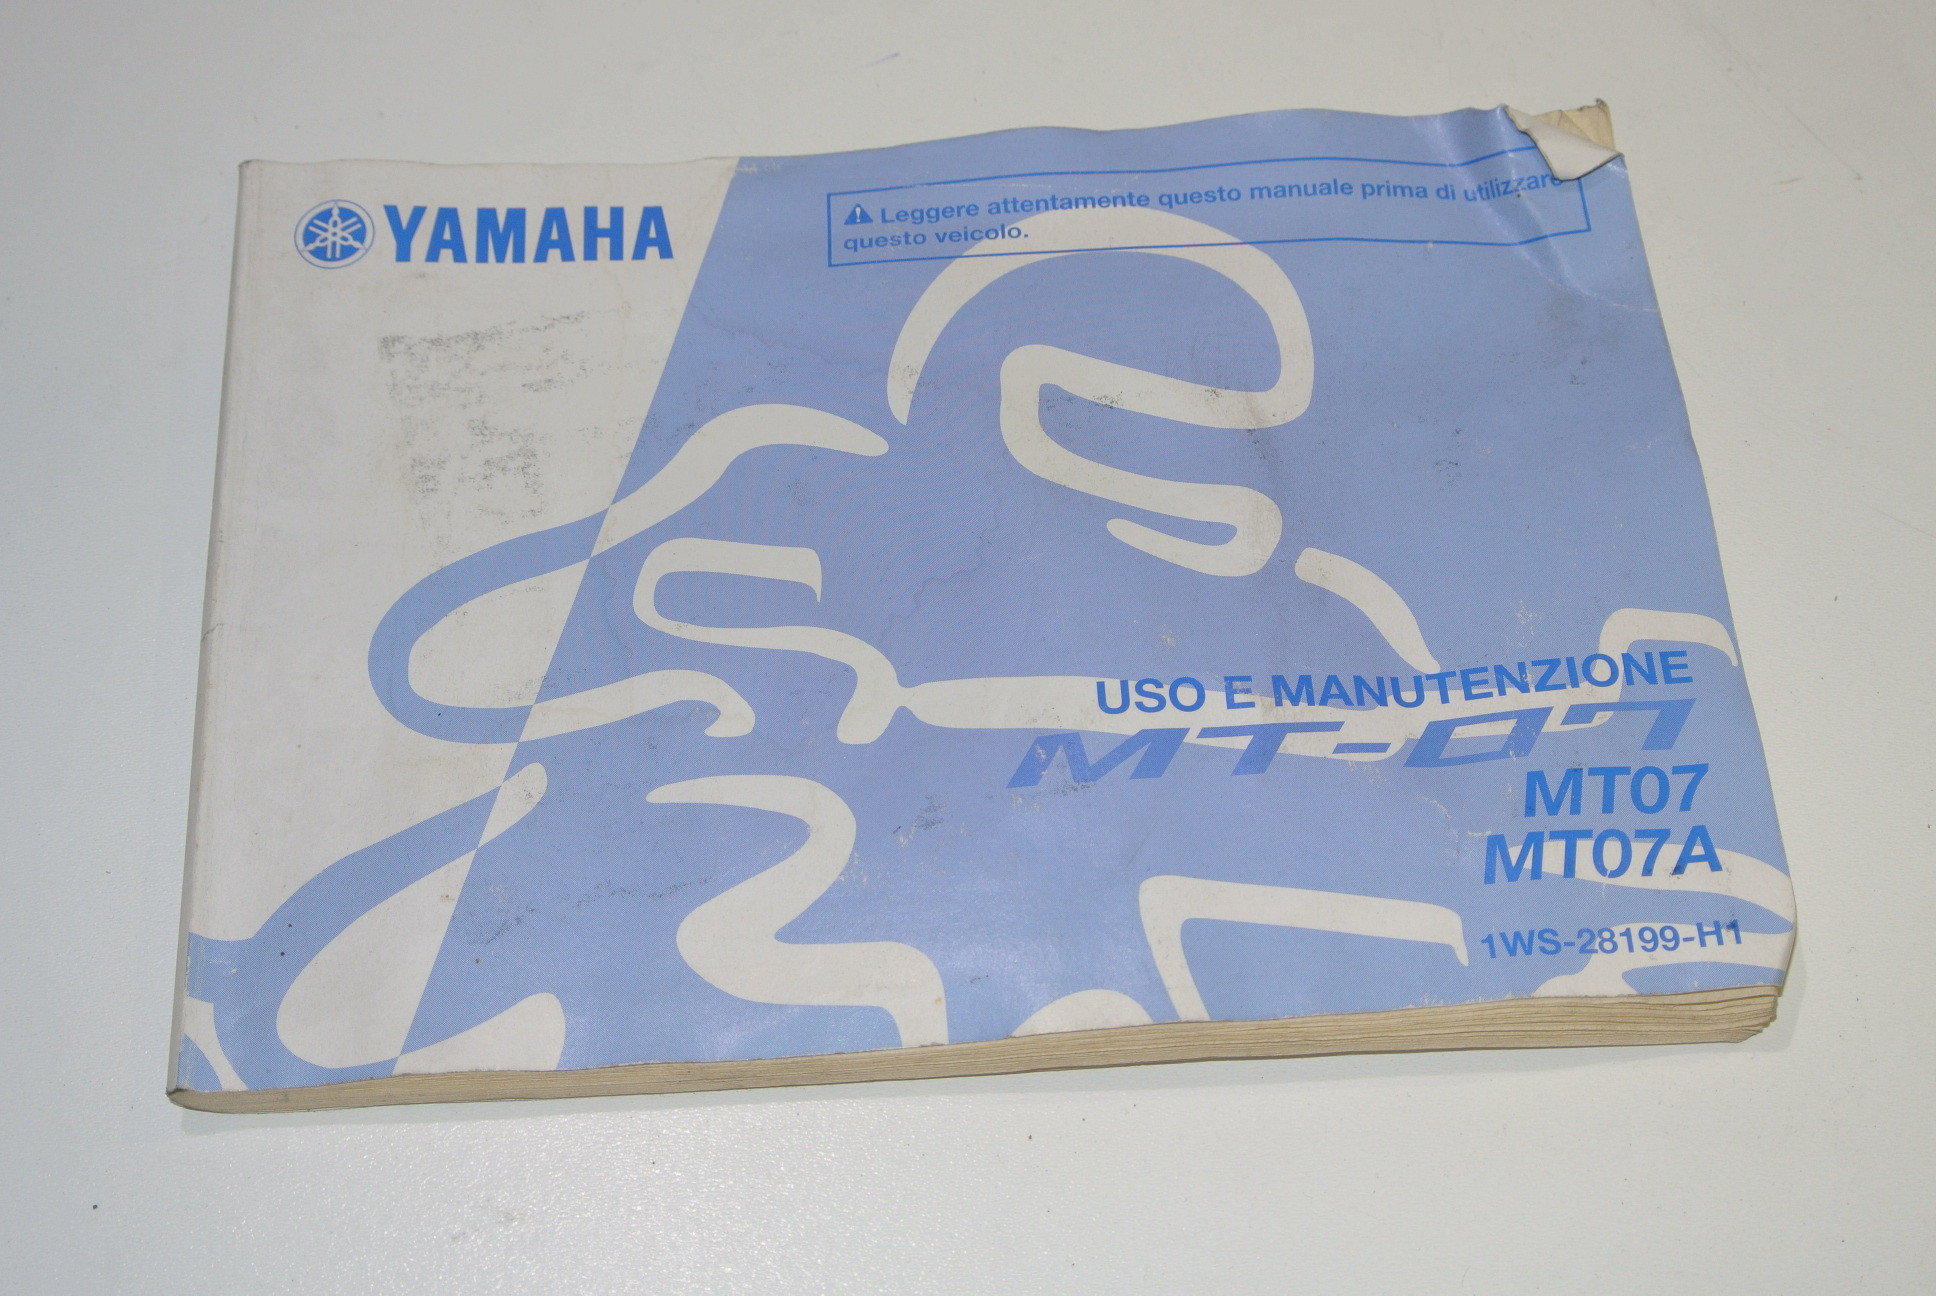 YAMAHA
Leggere attentamente questo manuale prima di utilizzare
questo veicolo.
USO E MANUTENZIONE
MT-07
MT07
MT07A
1WS-28199-H1